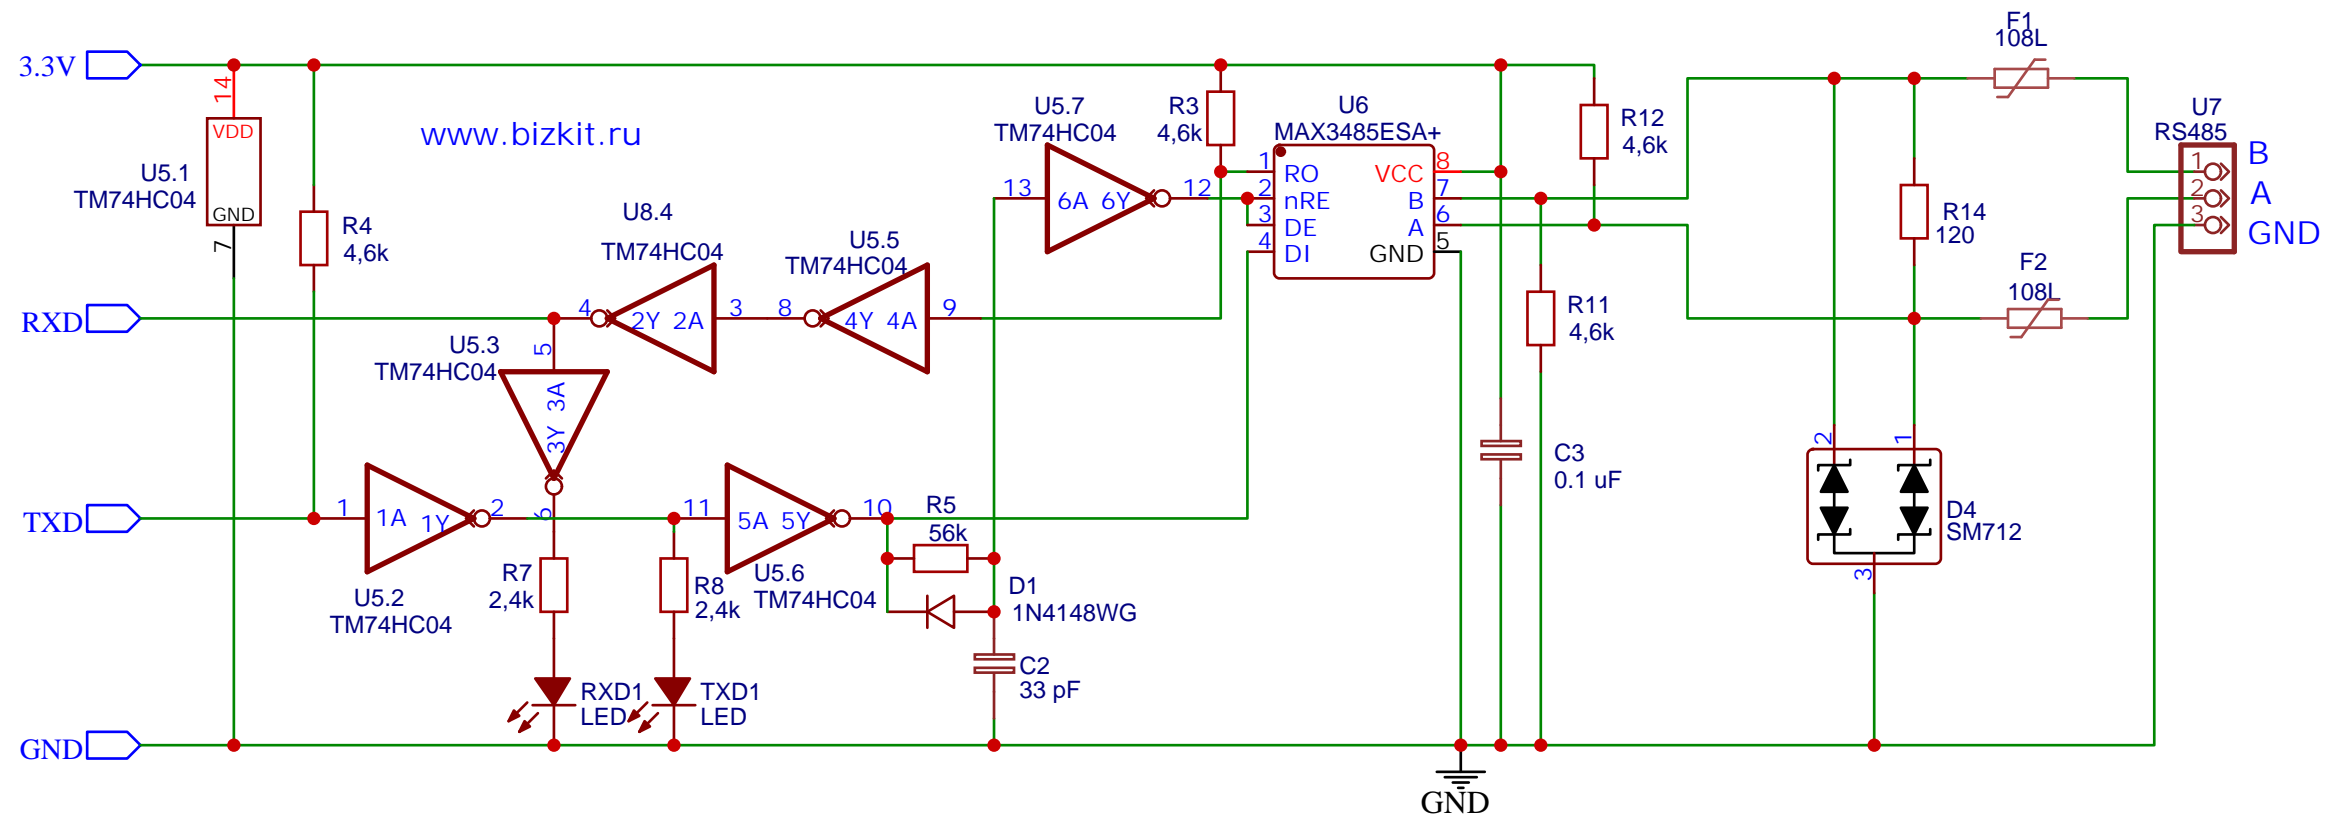 3.3V
14
VDD
U5.1
TM74HC04
GND
7
R4
4,6k
www.bizkit.ru
U8.4
TM74HC04
4
2Y 2A
3
U5.5
TM74HC04
8
4Y 4A
9
RXD
U5.3
TM74HC04
5
3A
3Y
6
TXD
1
1A 1Y
2
U5.2
TM74HC04
R7
2,4k
RXD1
LED
R8
2,4k
TXD1
LED
11
5A 5Y
10
U5.6
TM74HC04
R5
56k
D1
1N4148WG
C2
33 pF
U5.7
TM74HC04
13
6A 6Y
12
R3
4,6k
U6
MAX3485ESA+
1
RO
2
nRE
3
DE
4
DI
VCC
8
B
7
A
6
GND
5
R12
4,6k
R11
4,6k
C3
0.1 uF
GND
GND
F1
108L
R14
120
F2
108L
U7
RS485
1
B
2
A
3
GND
2
1
D4
SM712
3